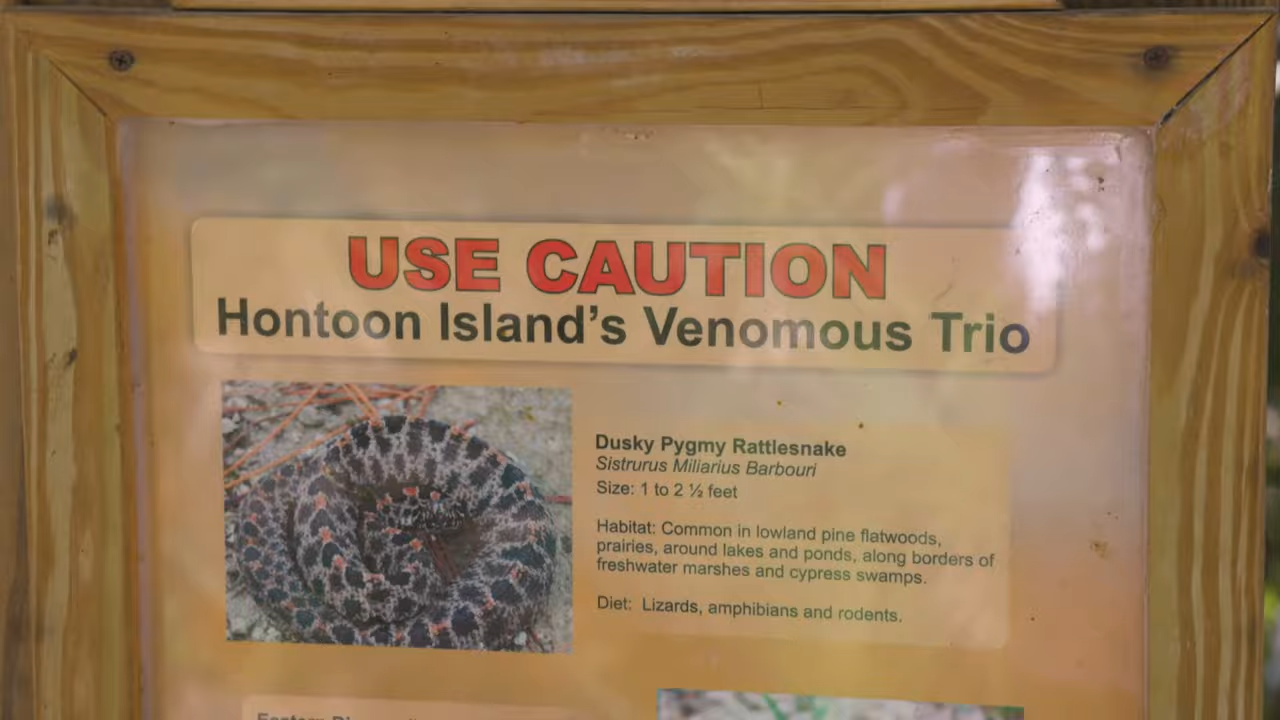 USE CAUTION
Hontoon Island's Venomous Trio
Dusky Pygmy Rattlesnake
Sistrurus Miliarius Barbouri
Size: 1 to 2 ½ feet
Habitat: Common in lowland pine flatwoods,
prairies, around lakes and ponds, along borders of
freshwater marshes and cypress swamps.
Diet: Lizards, amphibians and rodents.
Eastern